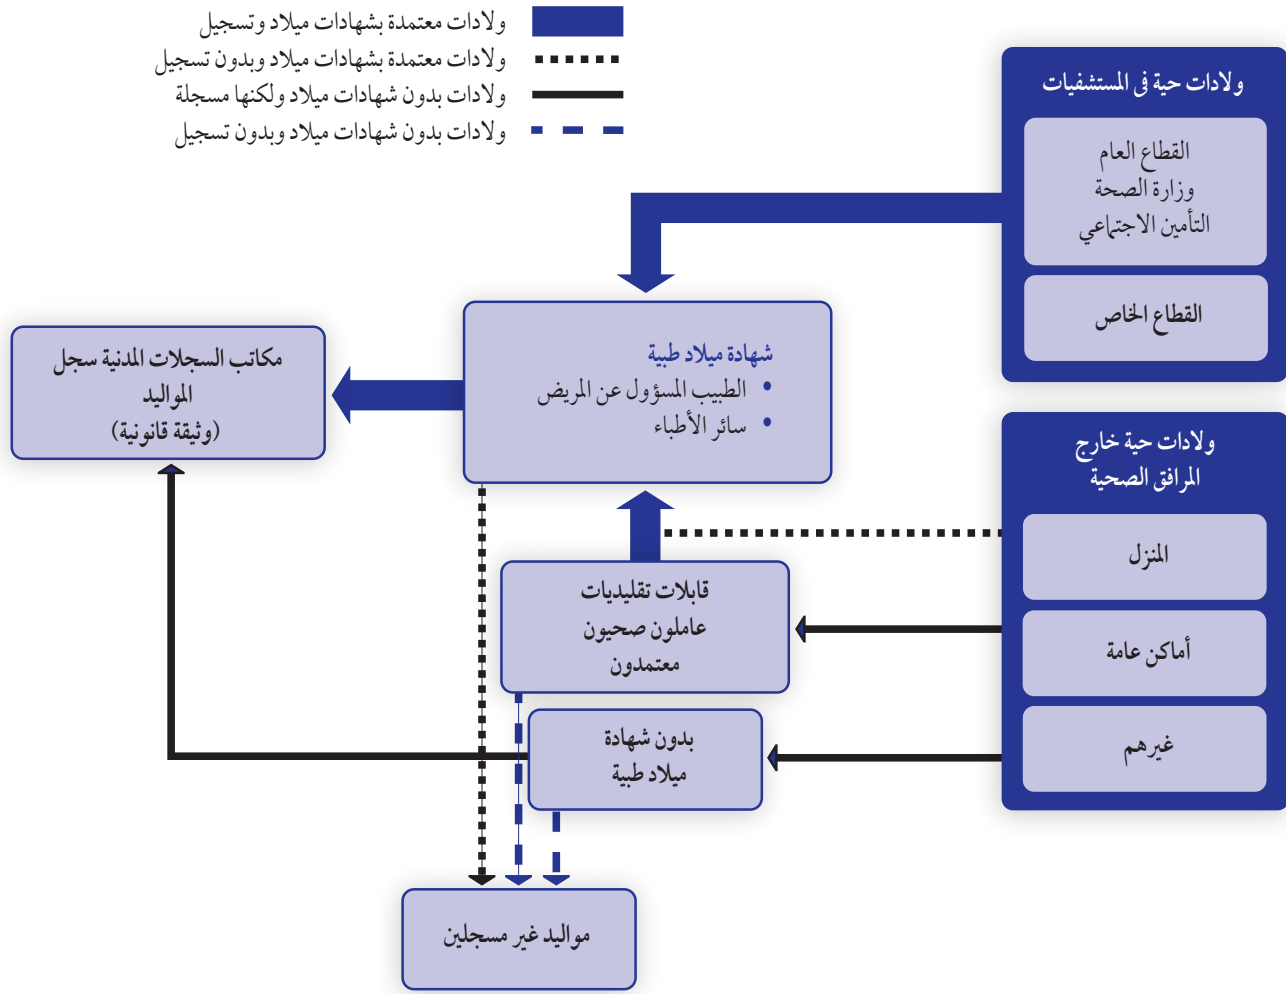 ولادات معتمدة بشهادات ميلاد وتسجيل
ولادات معتمدة بشهادات ميلاد وبدون تسجيل
ولادات بدون شهادات ميلاد ولكنها مسجلة
ولادات بدون شهادات ميلاد وبدون تسجيل
ولادات حية فى المستشفيات
القطاع العام
وزارة الصحة
التأمين الاجتماعي
القطاع الخاص
شهادة ميلاد طبية
• الطبيب المسؤول عن المريض
• سائر الأطباء
مكاتب السجلات المدنية سجل
المواليد
(وثيقة قانونية)
ولادات حية خارج
المرافق الصحية
المنزل
أماكن عامة
غيرهم
قابلات تقليديات
عاملون صحيون
معتمدون
بدون شهادة
ميلاد طبية
مواليد غير مسجلين